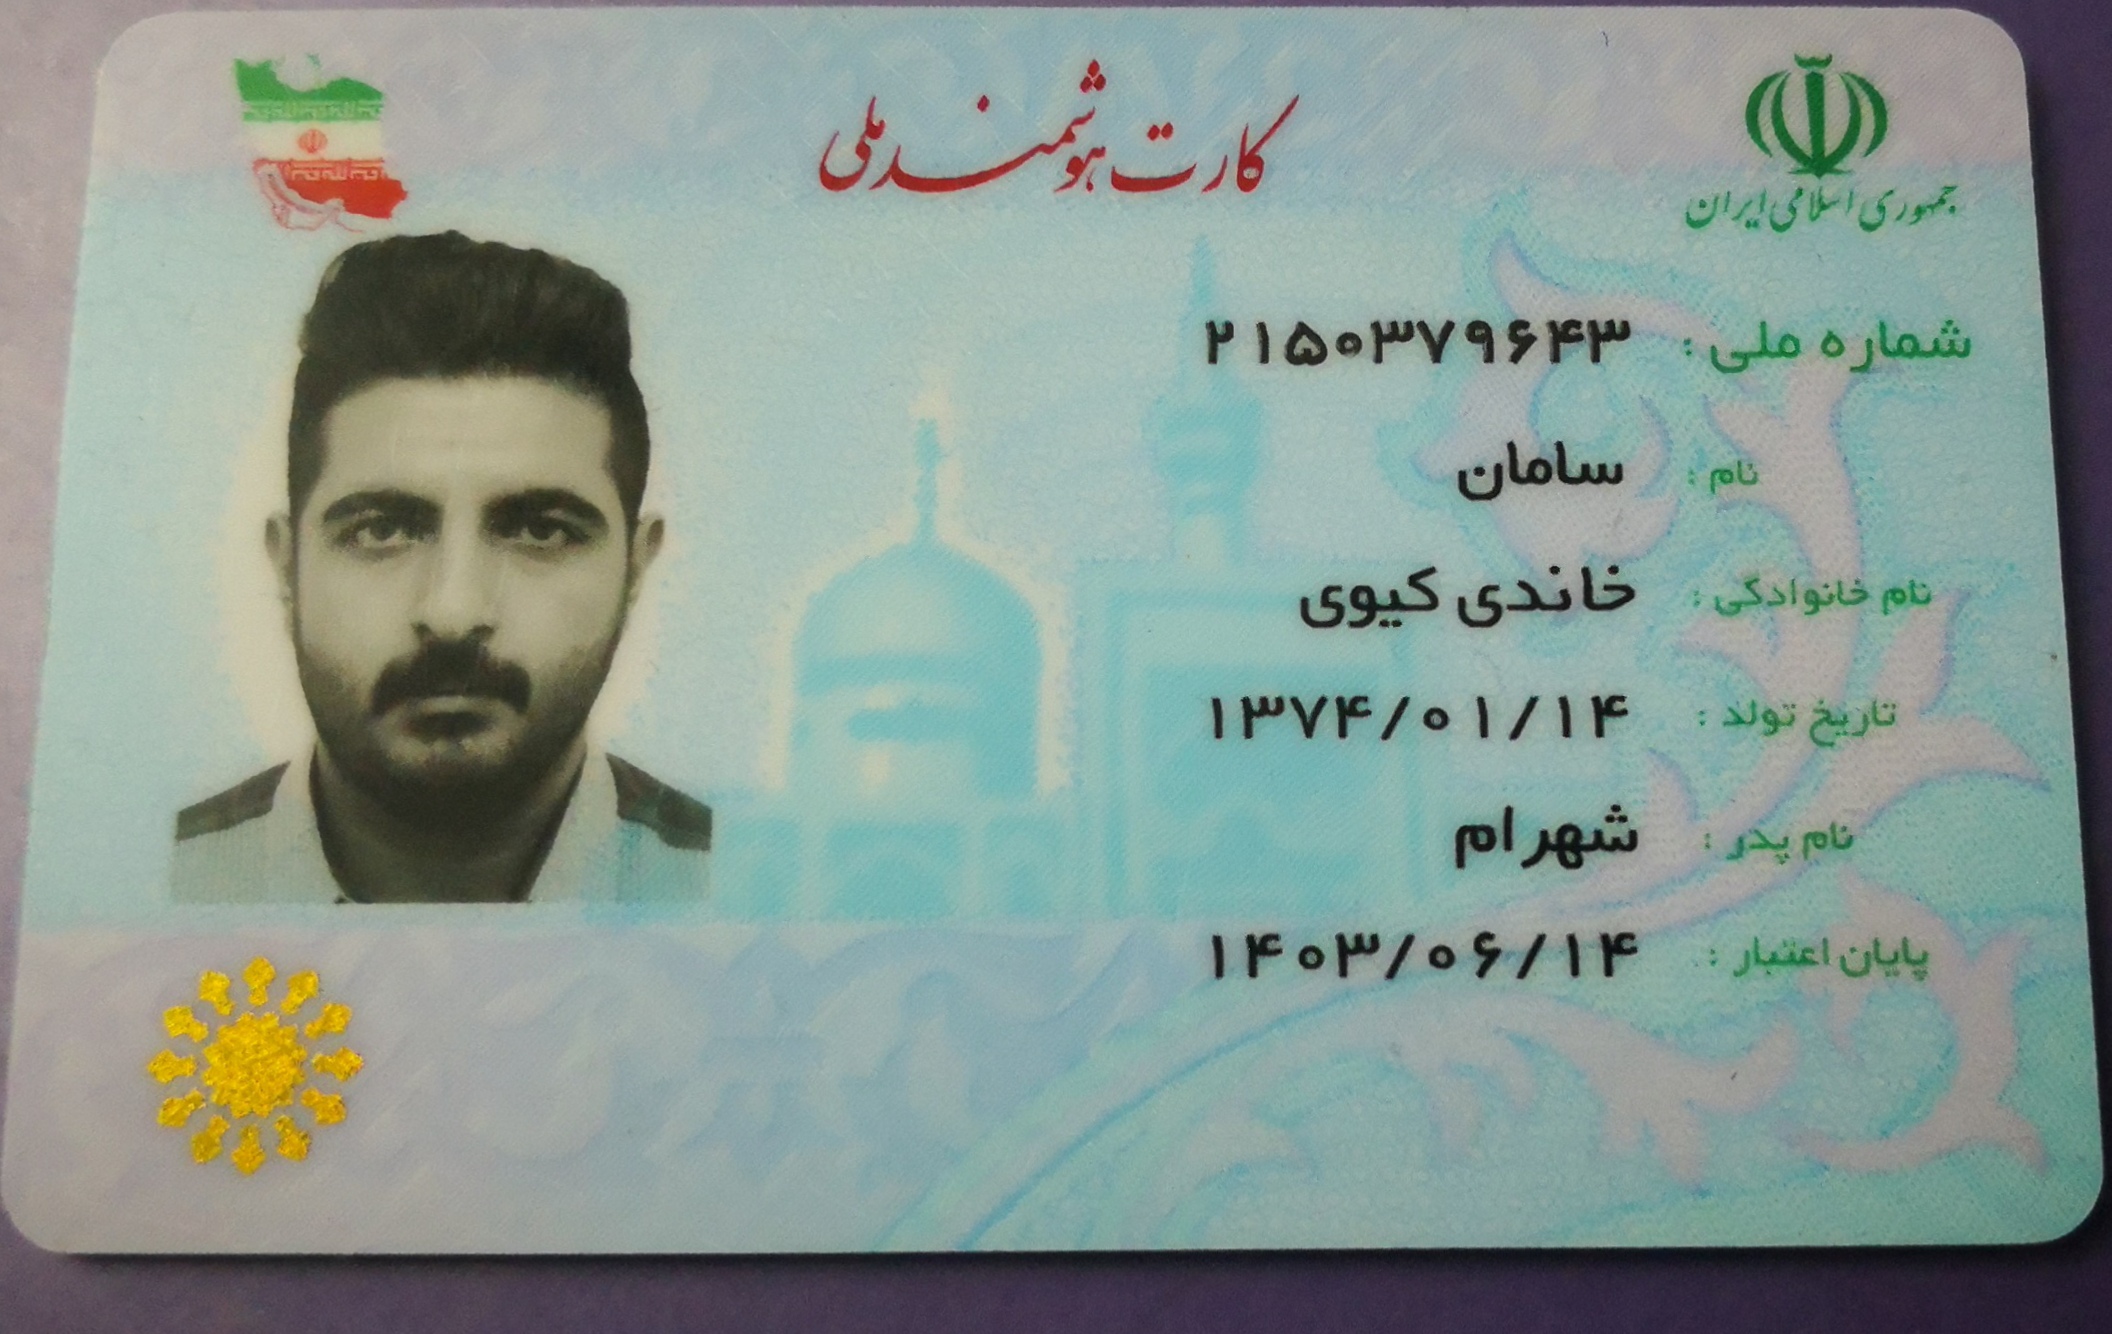 کارت هوشمند ملی
جمهوری اسلامی ایران
شماره ملی : ۲۱۵۰۳۷۹۶۴۳
نام : سامان
نام خانوادگی : خاندی کیوی
تاریخ تولد : ۱۳۷۴/۰۱/۱۴
نام پدر : شهرام
پایان اعتبار : ۱۴۰۳/۰۶/۱۴